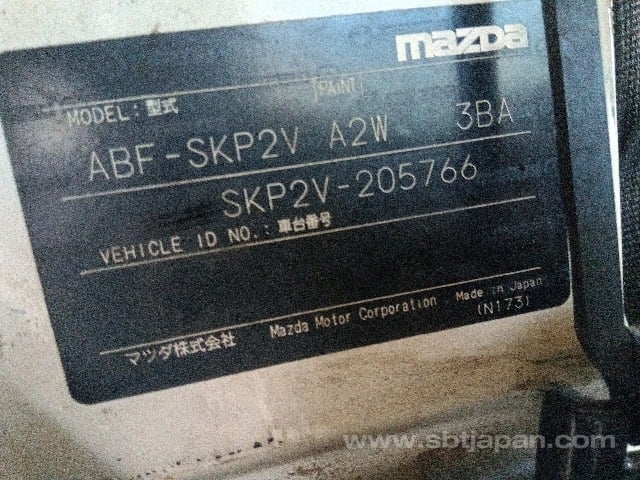 mazda
MODEL: 型式 PAINT
ABF-SKP2V A2W 3BA
SKP2V-205766
VEHICLE ID NO.: 車台番号
マツダ株式会社 Mazda Motor Corporation Made in Japan
(N173)
www.sbtjapan.com